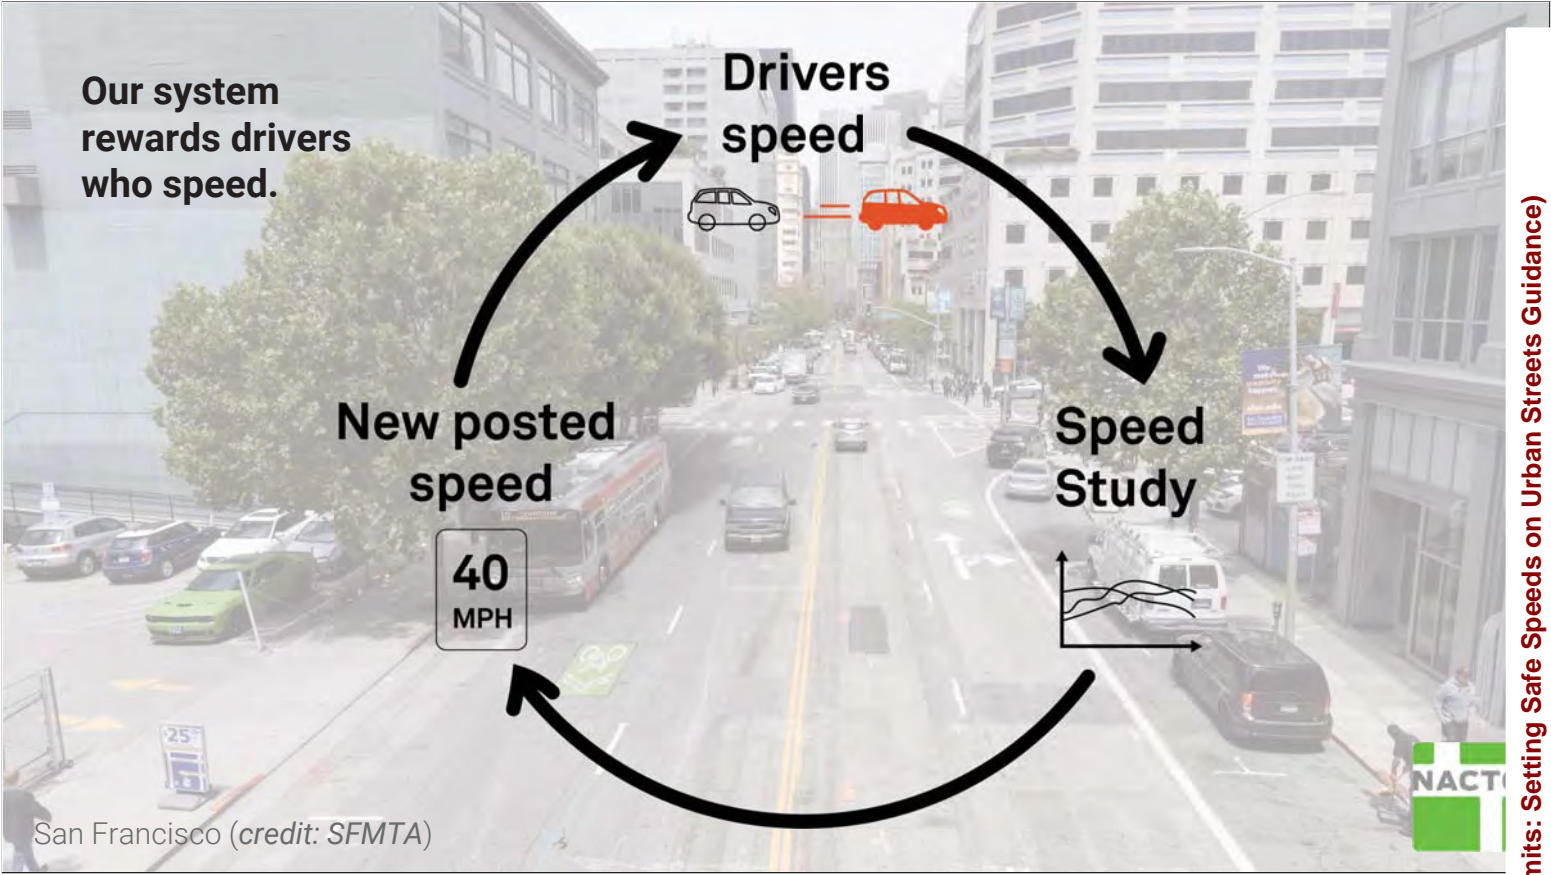 Our system
rewards drivers
who speed.
Drivers
speed
New posted
speed
40
MPH
Speed
Study
25
San Francisco (credit: SFMTA)
NACT
mits: Setting Safe Speeds on Urban Streets Guidance)